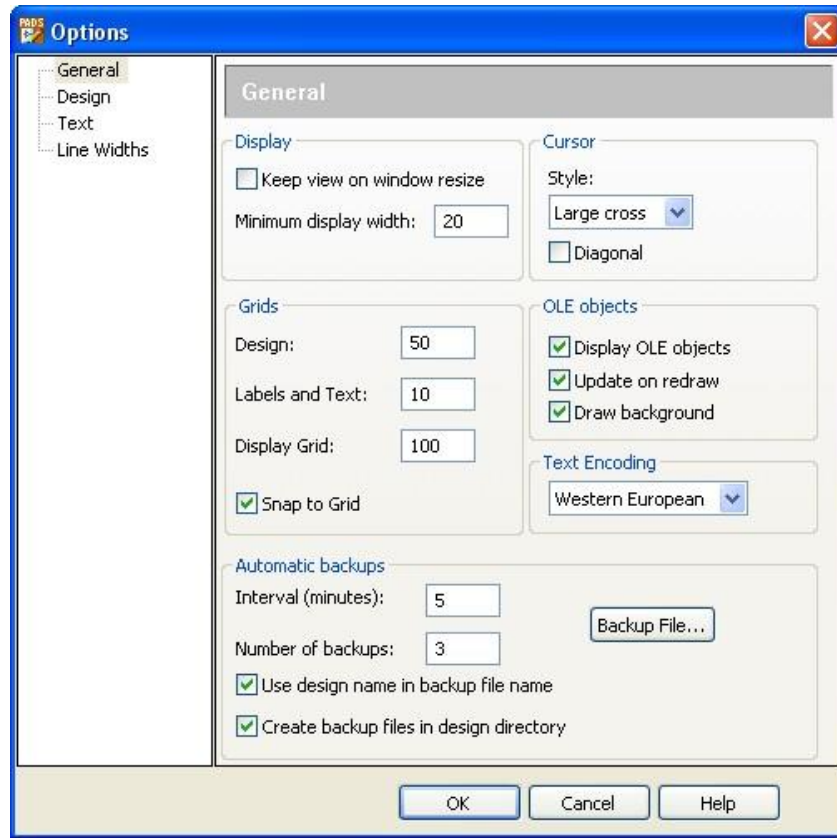 PADS
Options
General
Design
Text
Line Widths
General
Display
Keep view on window resize
Minimum display width: 20
Cursor
Style:
Large cross
Diagonal
Grids
Design: 50
Labels and Text: 10
Display Grid: 100
Snap to Grid
OLE objects
Display OLE objects
Update on redraw
Draw background
Text Encoding
Western European
Automatic backups
Interval (minutes): 5
Number of backups: 3
Backup File...
Use design name in backup file name
Create backup files in design directory
OK Cancel Help